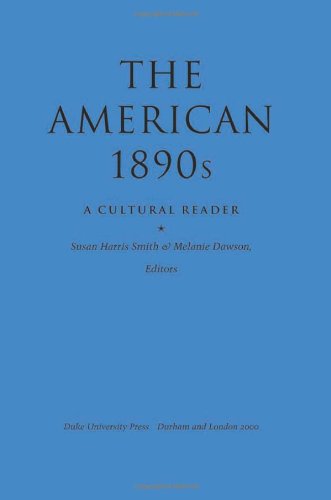 THE
AMERICAN
1890s
A CULTURAL READER
★
Susan Harris Smith & Melanie Dawson,
Editors
Duke University Press Durham and London 2000